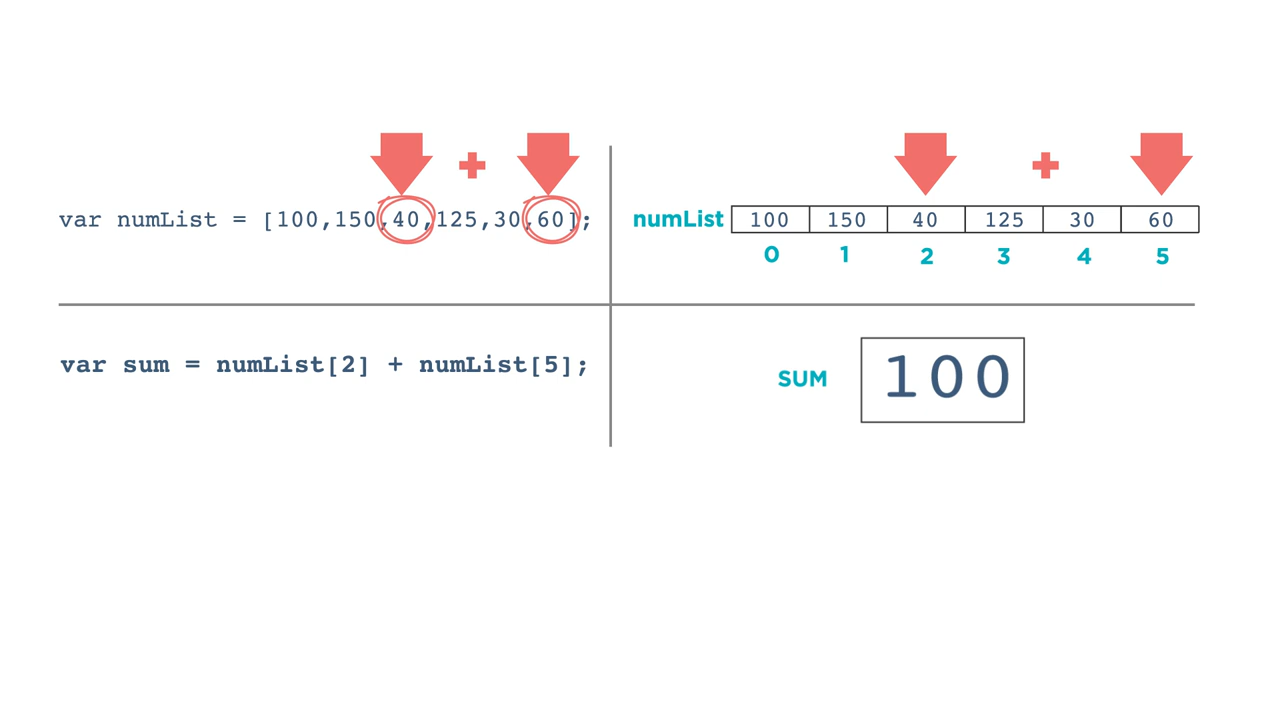 var numList = [100,150,40,125,30,60];
numList 100 150 40 125 30 60
0 1 2 3 4 5
var sum = numList[2] + numList[5];
SUM 100